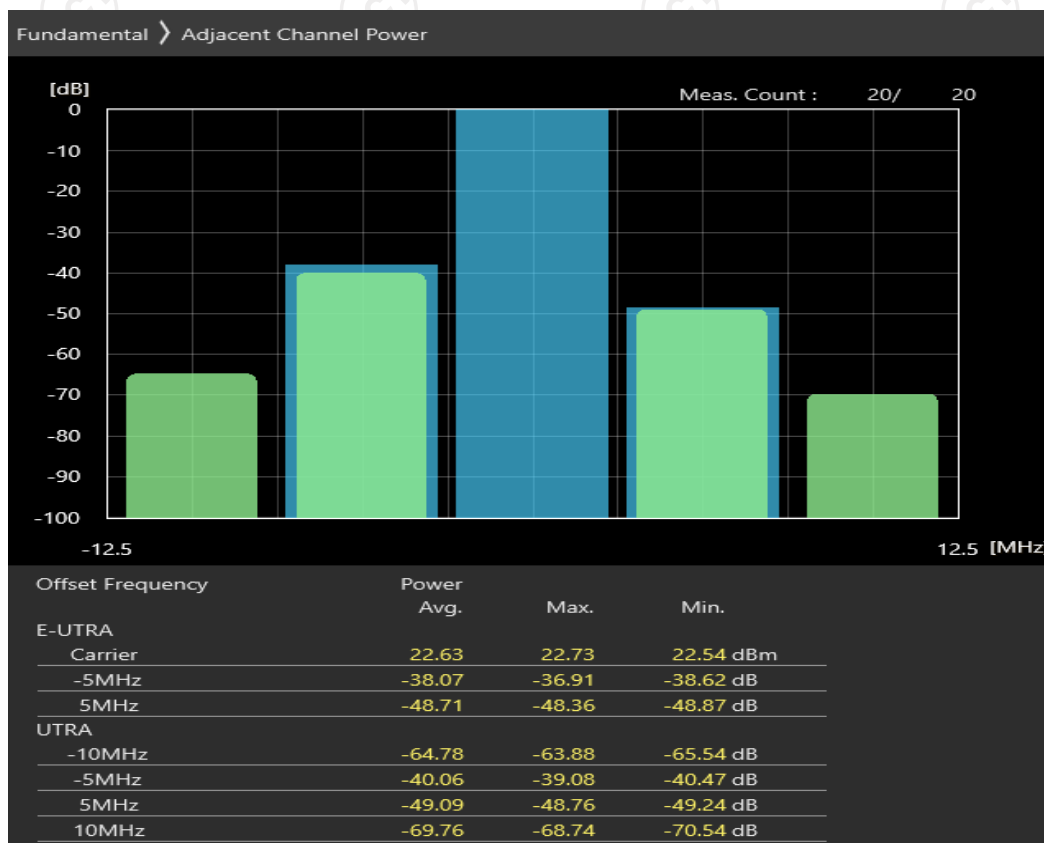 Fundamental ❯ Adjacent Channel Power
[dB]
Meas. Count : 20/ 20
0
-10
-20
-30
-40
-50
-60
-70
-80
-90
-100
-12.5 12.5 [MHz
Offset Frequency Power
Avg. Max. Min.
E-UTRA
Carrier 22.63 22.73 22.54 dBm
-5MHz -38.07 -36.91 -38.62 dB
5MHz -48.71 -48.36 -48.87 dB
UTRA
-10MHz -64.78 -63.88 -65.54 dB
-5MHz -40.06 -39.08 -40.47 dB
5MHz -49.09 -48.76 -49.24 dB
10MHz -69.76 -68.74 -70.54 dB